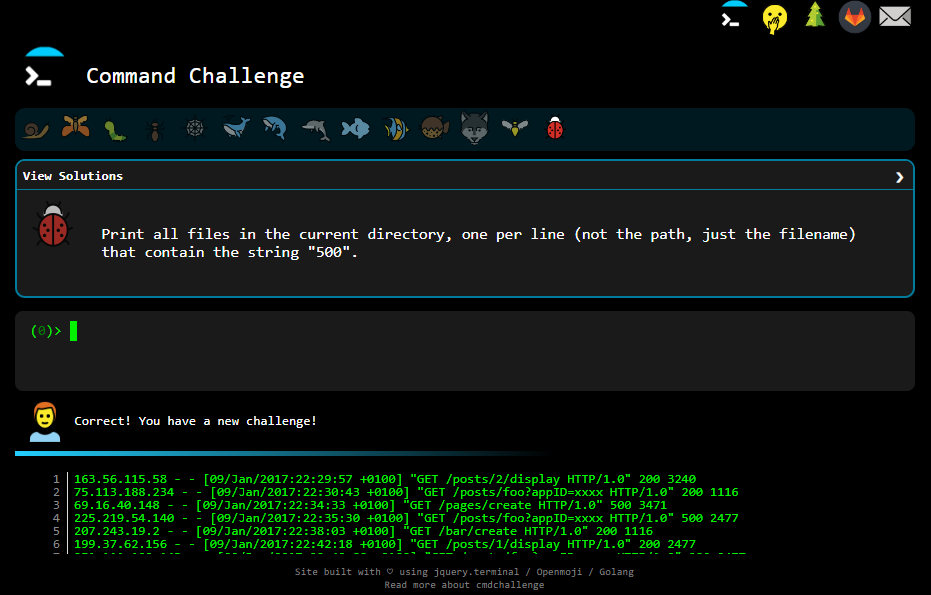 Command Challenge
View Solutions
Print all files in the current directory, one per line (not the path, just the filename)
that contain the string "500".
(0)>
Correct! You have a new challenge!
1 163.56.115.58 - - [09/Jan/2017:22:29:57 +0100] "GET /posts/2/display HTTP/1.0" 200 3240
2 75.113.188.234 - - [09/Jan/2017:22:30:43 +0100] "GET /posts/foo?appID=xxxx HTTP/1.0" 200 1116
3 69.16.40.148 - - [09/Jan/2017:22:34:33 +0100] "GET /pages/create HTTP/1.0" 500 3471
4 225.219.54.140 - - [09/Jan/2017:22:35:30 +0100] "GET /posts/foo?appID=xxxx HTTP/1.0" 500 2477
5 207.243.19.2 - - [09/Jan/2017:22:38:03 +0100] "GET /bar/create HTTP/1.0" 200 1116
6 199.37.62.156 - - [09/Jan/2017:22:42:18 +0100] "GET /posts/1/display HTTP/1.0" 200 2477
Site built with ♡ using jquery.terminal / Openmoji / Golang
Read more about cmdchallenge